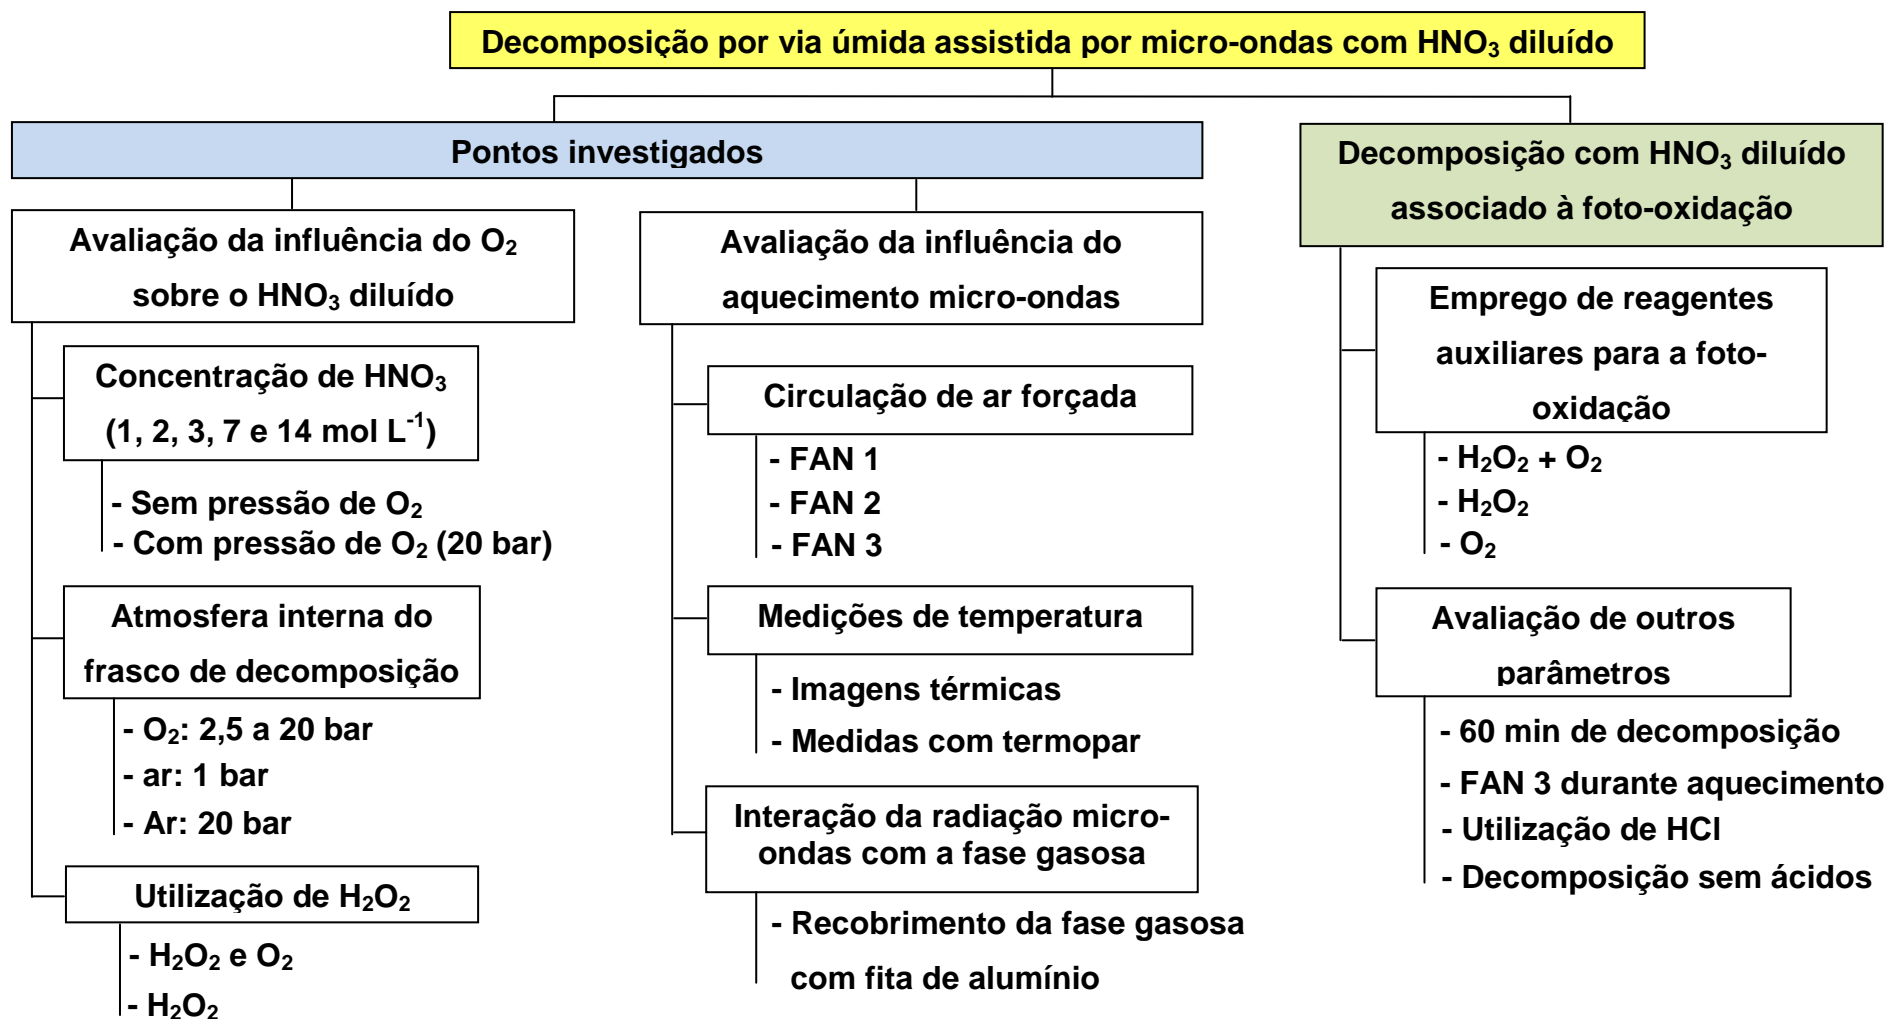 Decomposição por via úmida assistida por micro-ondas com HNO₃ diluído
Pontos investigados
Avaliação da influência do O₂
sobre o HNO₃ diluído
Concentração de HNO₃
(1, 2, 3, 7 e 14 mol L⁻¹)
- Sem pressão de O₂
- Com pressão de O₂ (20 bar)
Atmosfera interna do
frasco de decomposição
- O₂: 2,5 a 20 bar
- ar: 1 bar
- Ar: 20 bar
Utilização de H₂O₂
- H₂O₂ e O₂
- H₂O₂
Avaliação da influência do
aquecimento micro-ondas
Circulação de ar forçada
- FAN 1
- FAN 2
- FAN 3
Medições de temperatura
- Imagens térmicas
- Medidas com termopar
Interação da radiação micro-
ondas com a fase gasosa
- Recobrimento da fase gasosa
com fita de alumínio
Decomposição com HNO₃ diluído
associado à foto-oxidação
Emprego de reagentes
auxiliares para a foto-
oxidação
- H₂O₂ + O₂
- H₂O₂
- O₂
Avaliação de outros
parâmetros
- 60 min de decomposição
- FAN 3 durante aquecimento
- Utilização de HCl
- Decomposição sem ácidos